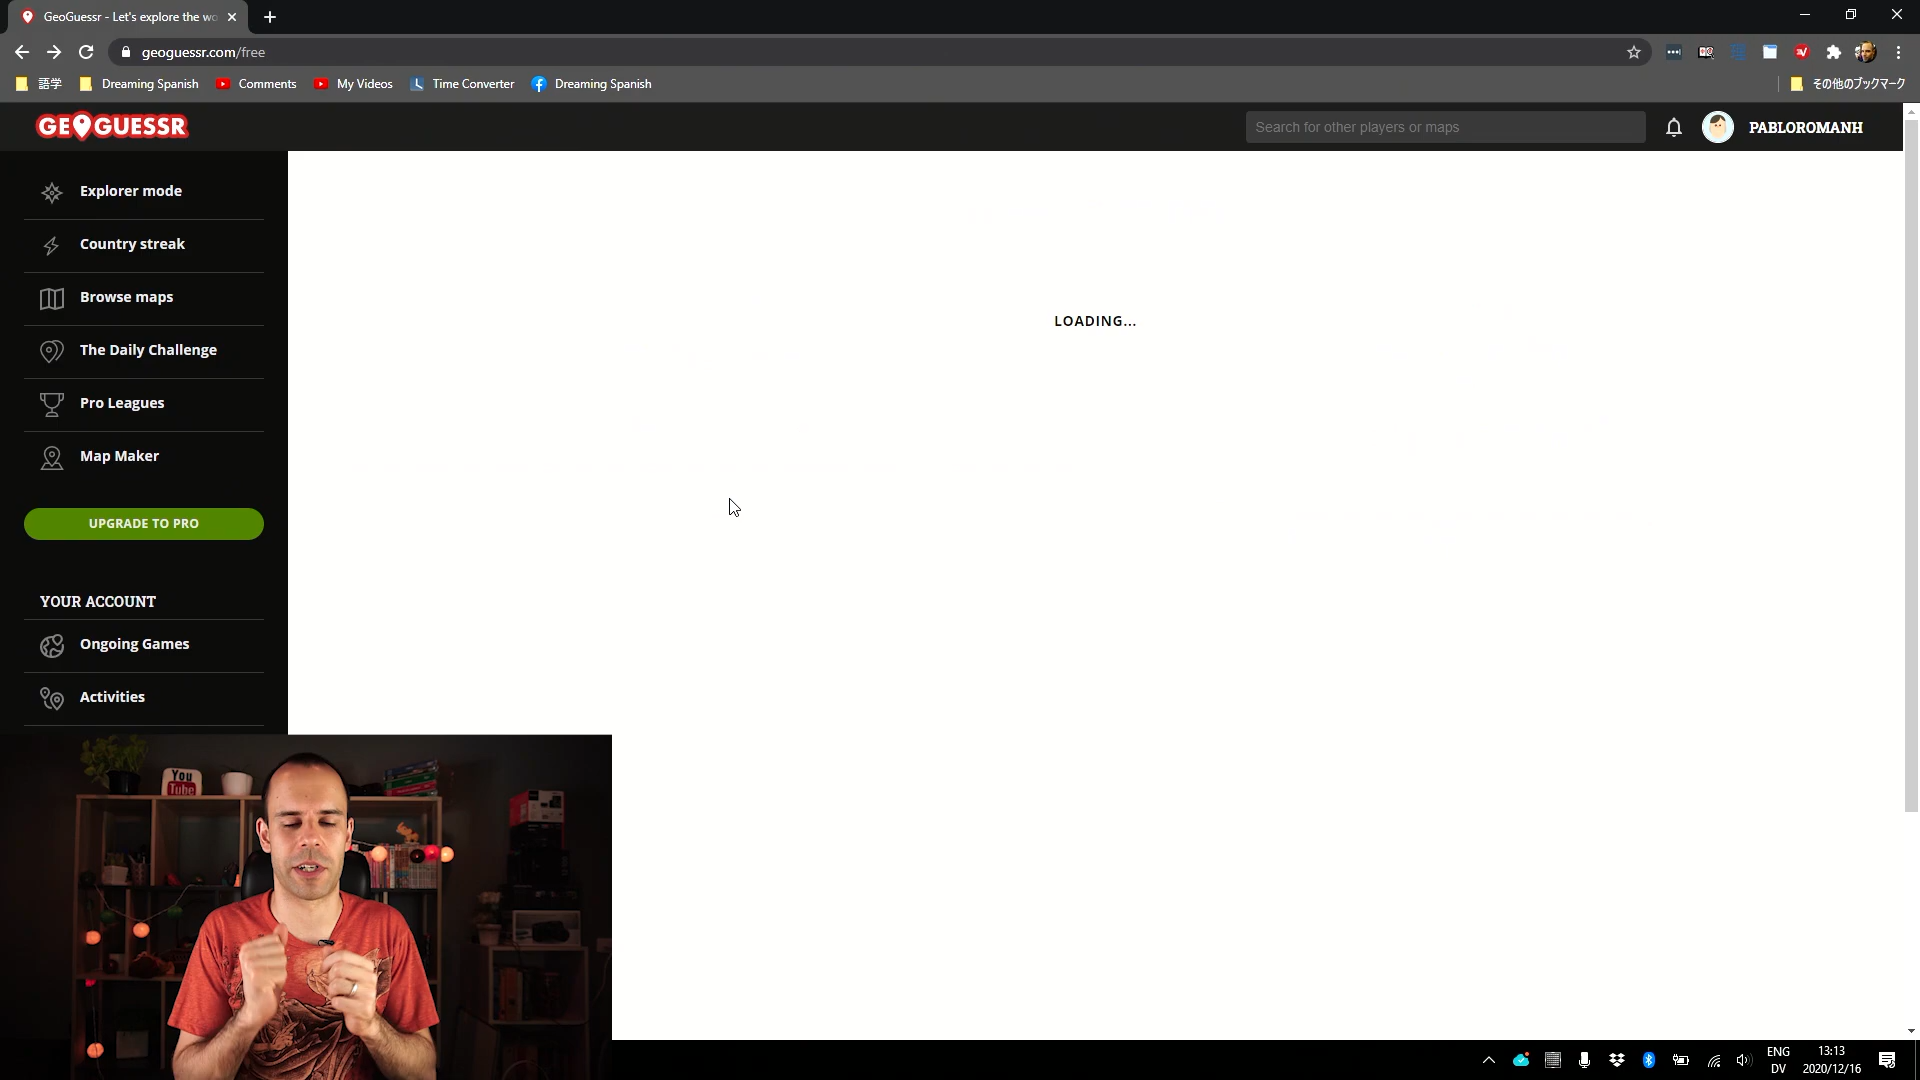 GeoGuessr - Let's explore the wo
geoguessr.com/free
語学
Dreaming Spanish
Comments
My Videos
Time Converter
Dreaming Spanish
その他のブックマーク
GEOGUESSR
Search for other players or maps
PABLOROMANH
Explorer mode
Country streak
Browse maps
The Daily Challenge
Pro Leagues
Map Maker
UPGRADE TO PRO
YOUR ACCOUNT
Ongoing Games
Activities
LOADING...
You
Tube
ENG
DV
13:13
2020/12/16